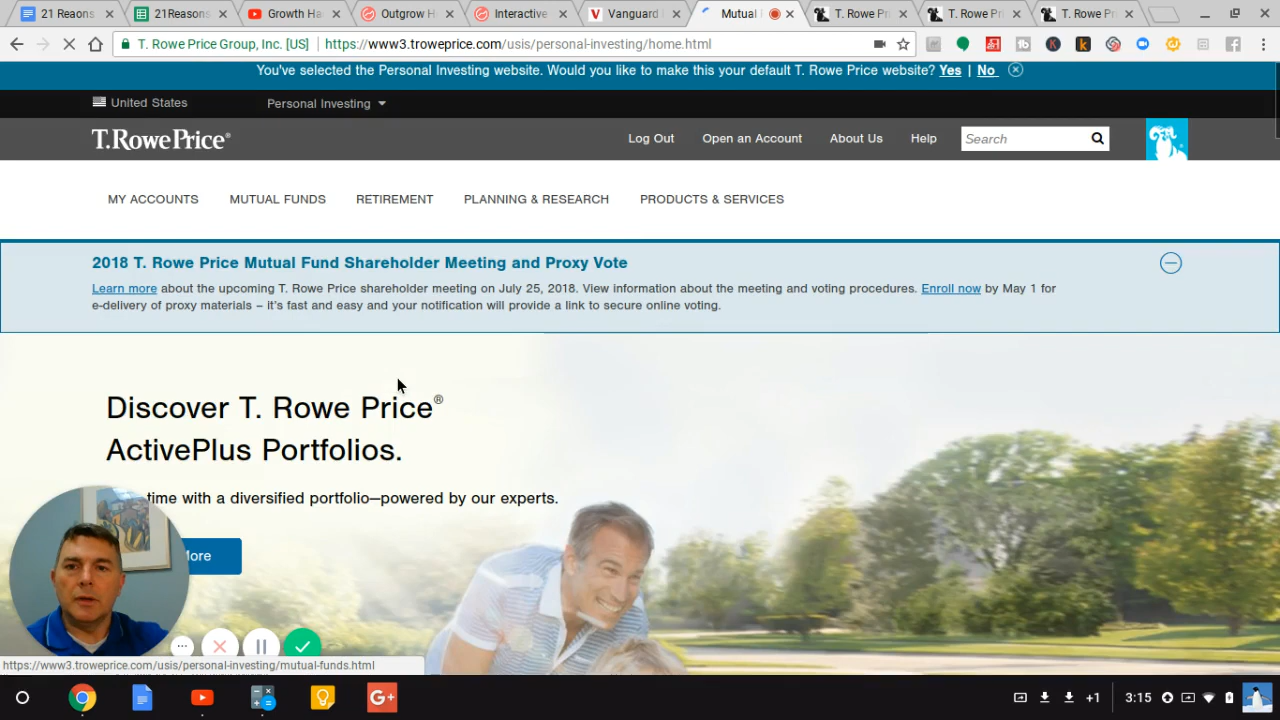 21 Reaons
21Reasons
Growth Ha
Outgrow H
Interactive
Vanguard
Mutual
T. Rowe Pr
T. Rowe Pr
T. Rowe Pr
T. Rowe Price Group, Inc. [US]
https://www3.troweprice.com/usis/personal-investing/home.html
You've selected the Personal Investing website. Would you like to make this your default T. Rowe Price website? Yes | No
United States
Personal Investing
T.RowePrice®
Log Out
Open an Account
About Us
Help
Search
MY ACCOUNTS
MUTUAL FUNDS
RETIREMENT
PLANNING & RESEARCH
PRODUCTS & SERVICES
2018 T. Rowe Price Mutual Fund Shareholder Meeting and Proxy Vote
Learn more about the upcoming T. Rowe Price shareholder meeting on July 25, 2018. View information about the meeting and voting procedures. Enroll now by May 1 for
e-delivery of proxy materials – it's fast and easy and your notification will provide a link to secure online voting.
Discover T. Rowe Price®
ActivePlus Portfolios.
time with a diversified portfolio—powered by our experts.
More
https://www3.troweprice.com/usis/personal-investing/mutual-funds.html
+1
3:15